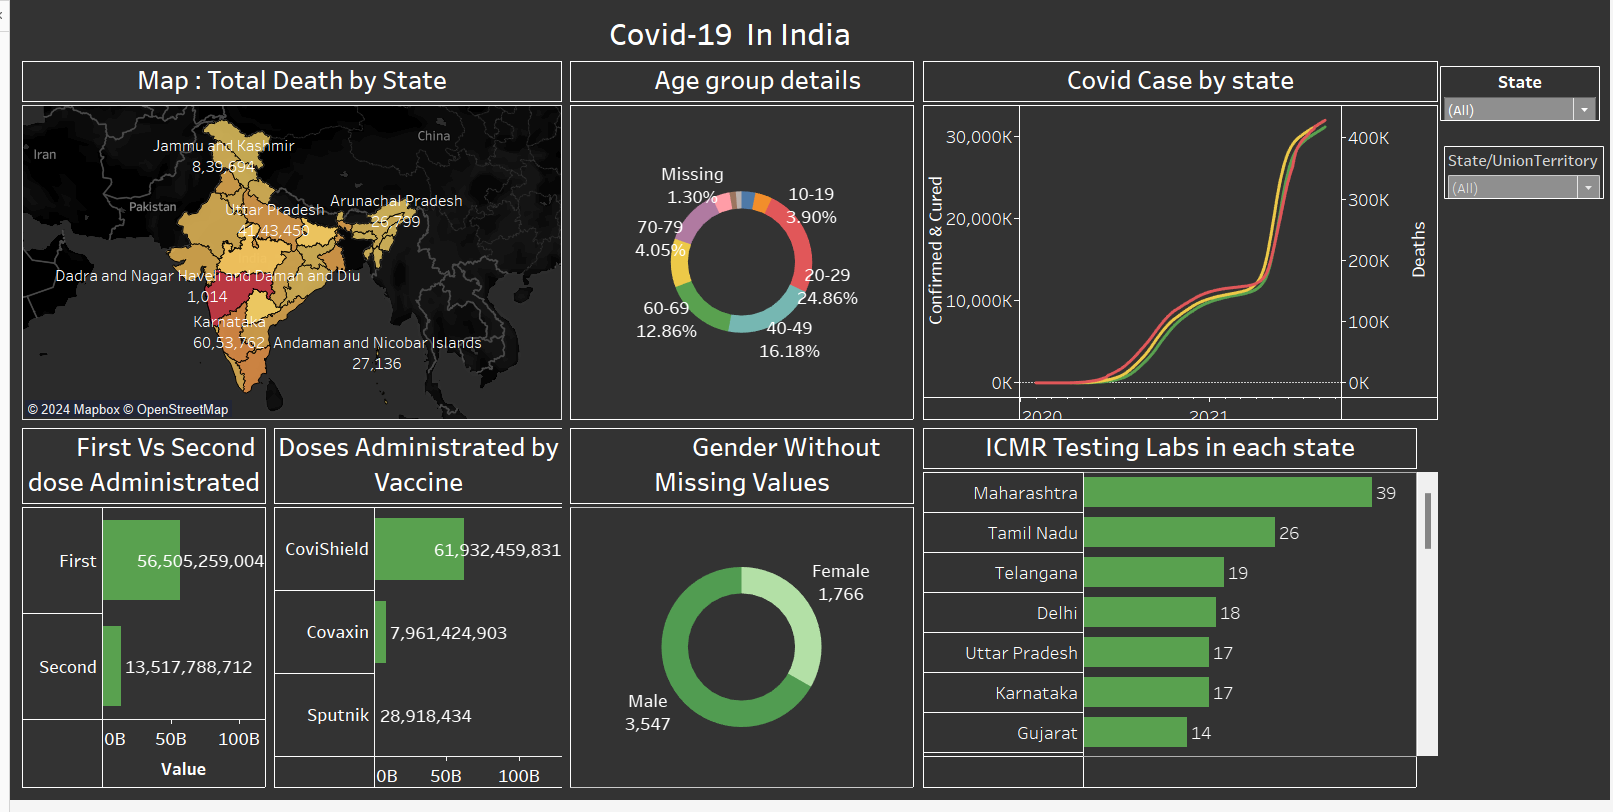 Covid-19 In India
Map : Total Death by State
Age group details
Covid Case by state
State
(All)
State/UnionTerritory
(All)
China
Iran
Pakistan
Jammu and Kashmir
8,39,694
Arunachal Pradesh
26,799
Uttar Pradesh
41,43,450
Dadra and Nagar Haveli and Daman and Diu
1,014
Karnataka
60,53,762
Andaman and Nicobar Islands
27,136
© 2024 Mapbox © OpenStreetMap
Missing
1.30%
10-19
3.90%
70-79
4.05%
20-29
24.86%
60-69
12.86%
40-49
16.18%
Confirmed & Cured
30,000K
20,000K
10,000K
0K
400K
300K
200K
100K
0K
Deaths
2020
2021
First Vs Second
dose Administrated
First
56,505,259,004
Second
13,517,788,712
0B
50B
100B
Value
Doses Administrated by
Vaccine
CoviShield
61,932,459,831
Covaxin
7,961,424,903
Sputnik
28,918,434
0B
50B
100B
Gender Without
Missing Values
Female
1,766
Male
3,547
ICMR Testing Labs in each state
Maharashtra
39
Tamil Nadu
26
Telangana
19
Delhi
18
Uttar Pradesh
17
Karnataka
17
Gujarat
14